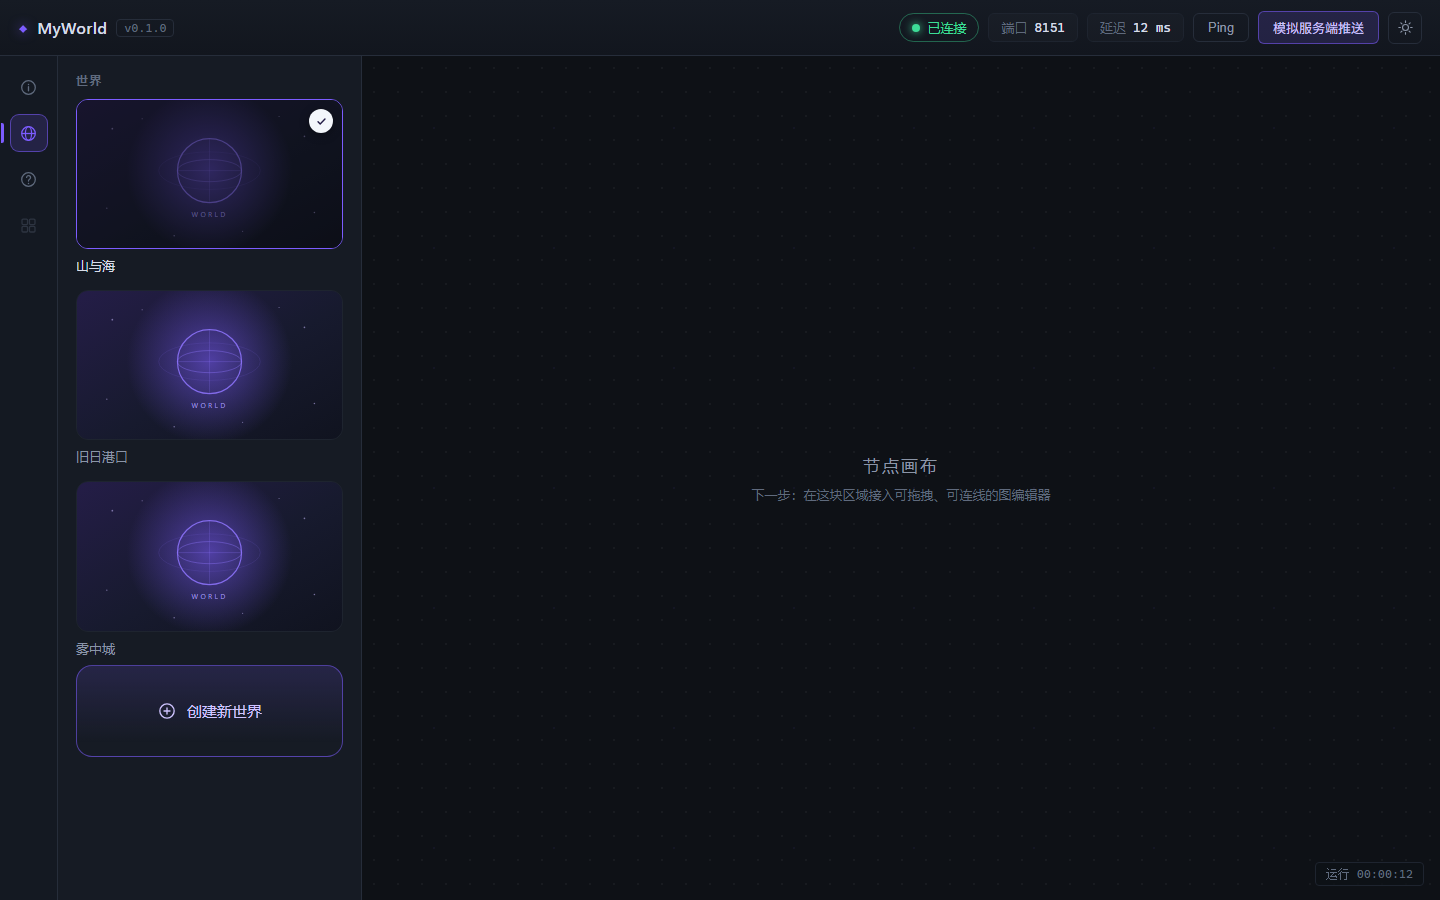 MyWorld v0.1.0
已连接 端口 8151 延迟 12 ms Ping 模拟服务端推送
世界
WORLD
山与海
WORLD
旧日港口
WORLD
雾中城
创建新世界
节点画布
下一步：在这块区域接入可拖拽、可连线的图编辑器
运行 00:00:12